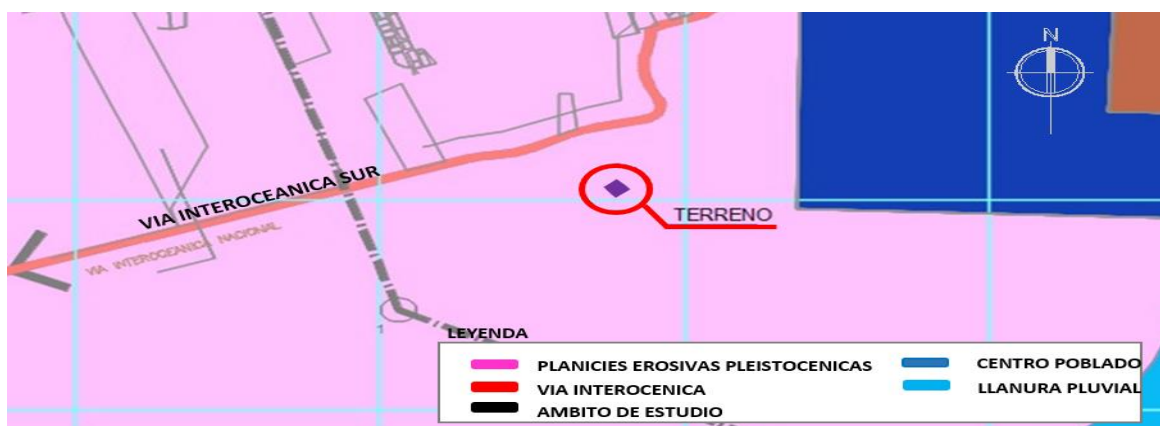 N
VIA INTEROCEANICA SUR
TERRENO
VIA INTEROCEANICA NACIONAL
1
LEYENDA
PLANICIES EROSIVAS PLEISTOCENICAS
VIA INTEROCENICA
AMBITO DE ESTUDIO
CENTRO POBLADO
LLANURA PLUVIAL